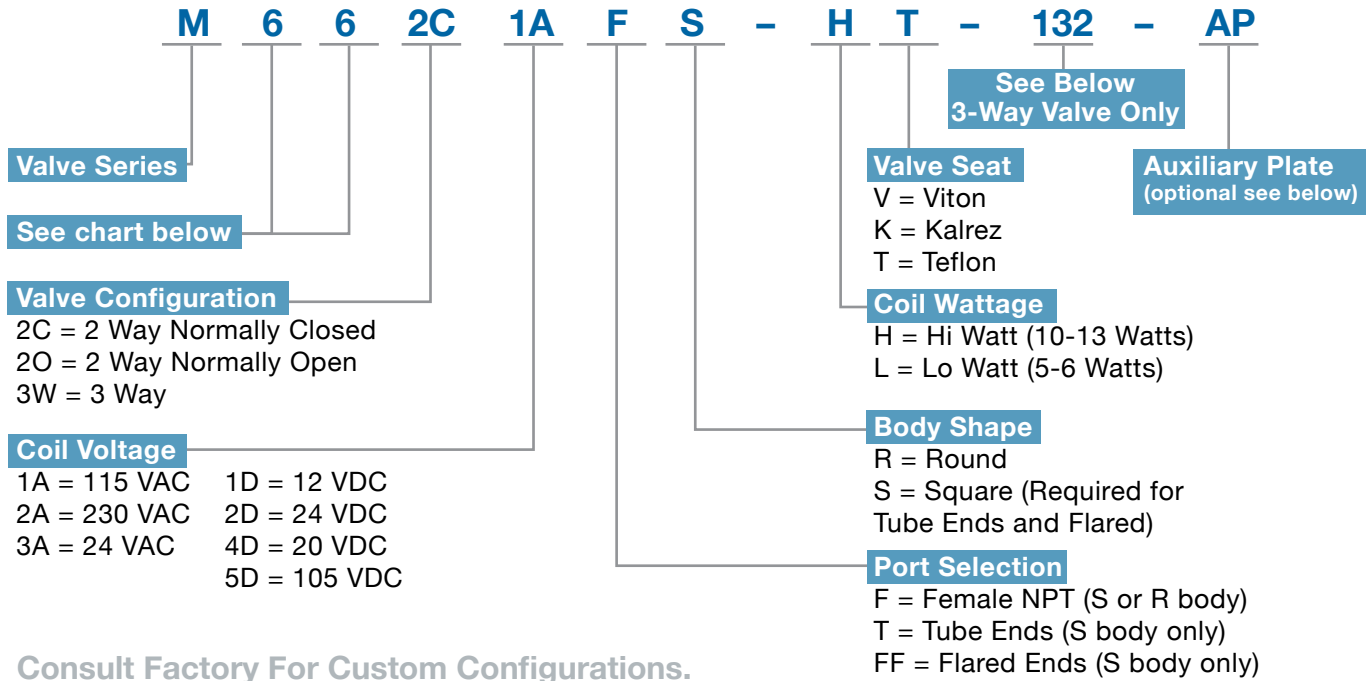 M 6 6 2C 1A F S – H T – 132 – AP
See Below
3-Way Valve Only
Valve Series
See chart below
Valve Configuration
2C = 2 Way Normally Closed
2O = 2 Way Normally Open
3W = 3 Way
Coil Voltage
1A = 115 VAC 1D = 12 VDC
2A = 230 VAC 2D = 24 VDC
3A = 24 VAC 4D = 20 VDC
5D = 105 VDC
Valve Seat
V = Viton
K = Kalrez
T = Teflon
Auxiliary Plate
(optional see below)
Coil Wattage
H = Hi Watt (10-13 Watts)
L = Lo Watt (5-6 Watts)
Body Shape
R = Round
S = Square (Required for
Tube Ends and Flared)
Port Selection
F = Female NPT (S or R body)
T = Tube Ends (S body only)
FF = Flared Ends (S body only)
Consult Factory For Custom Configurations.